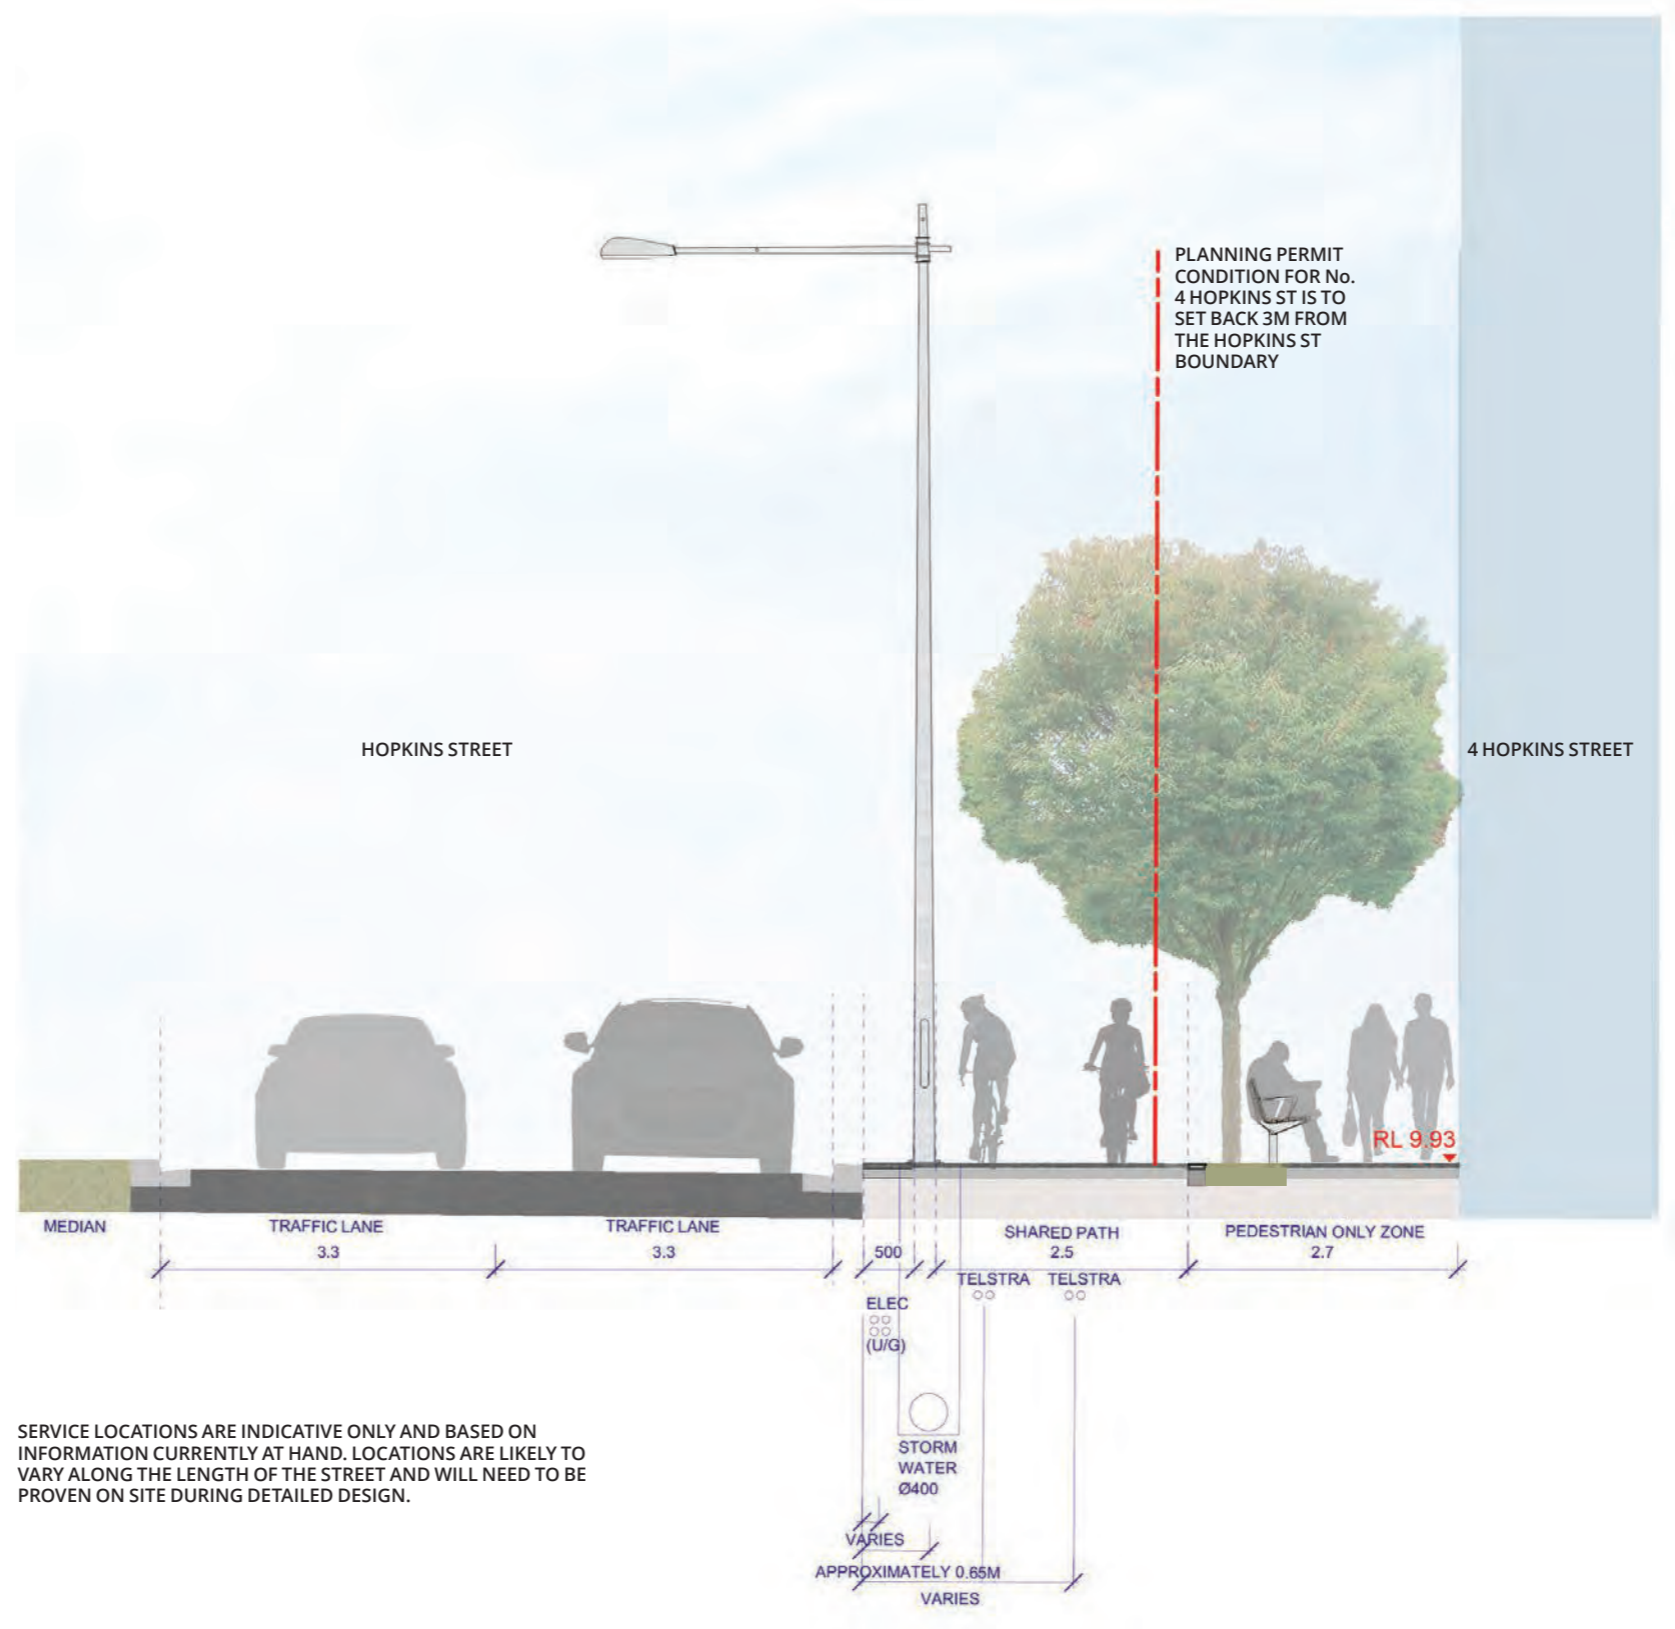 PLANNING PERMIT
CONDITION FOR No.
4 HOPKINS ST IS TO
SET BACK 3M FROM
THE HOPKINS ST
BOUNDARY
HOPKINS STREET
4 HOPKINS STREET
RL 9.93
MEDIAN
TRAFFIC LANE
3.3
TRAFFIC LANE
3.3
500
SHARED PATH
2.5
PEDESTRIAN ONLY ZONE
2.7
TELSTRA
TELSTRA
ELEC
(U/G)
STORM
WATER
Ø400
VARIES
APPROXIMATELY 0.65M
VARIES
SERVICE LOCATIONS ARE INDICATIVE ONLY AND BASED ON
INFORMATION CURRENTLY AT HAND. LOCATIONS ARE LIKELY TO
VARY ALONG THE LENGTH OF THE STREET AND WILL NEED TO BE
PROVEN ON SITE DURING DETAILED DESIGN.